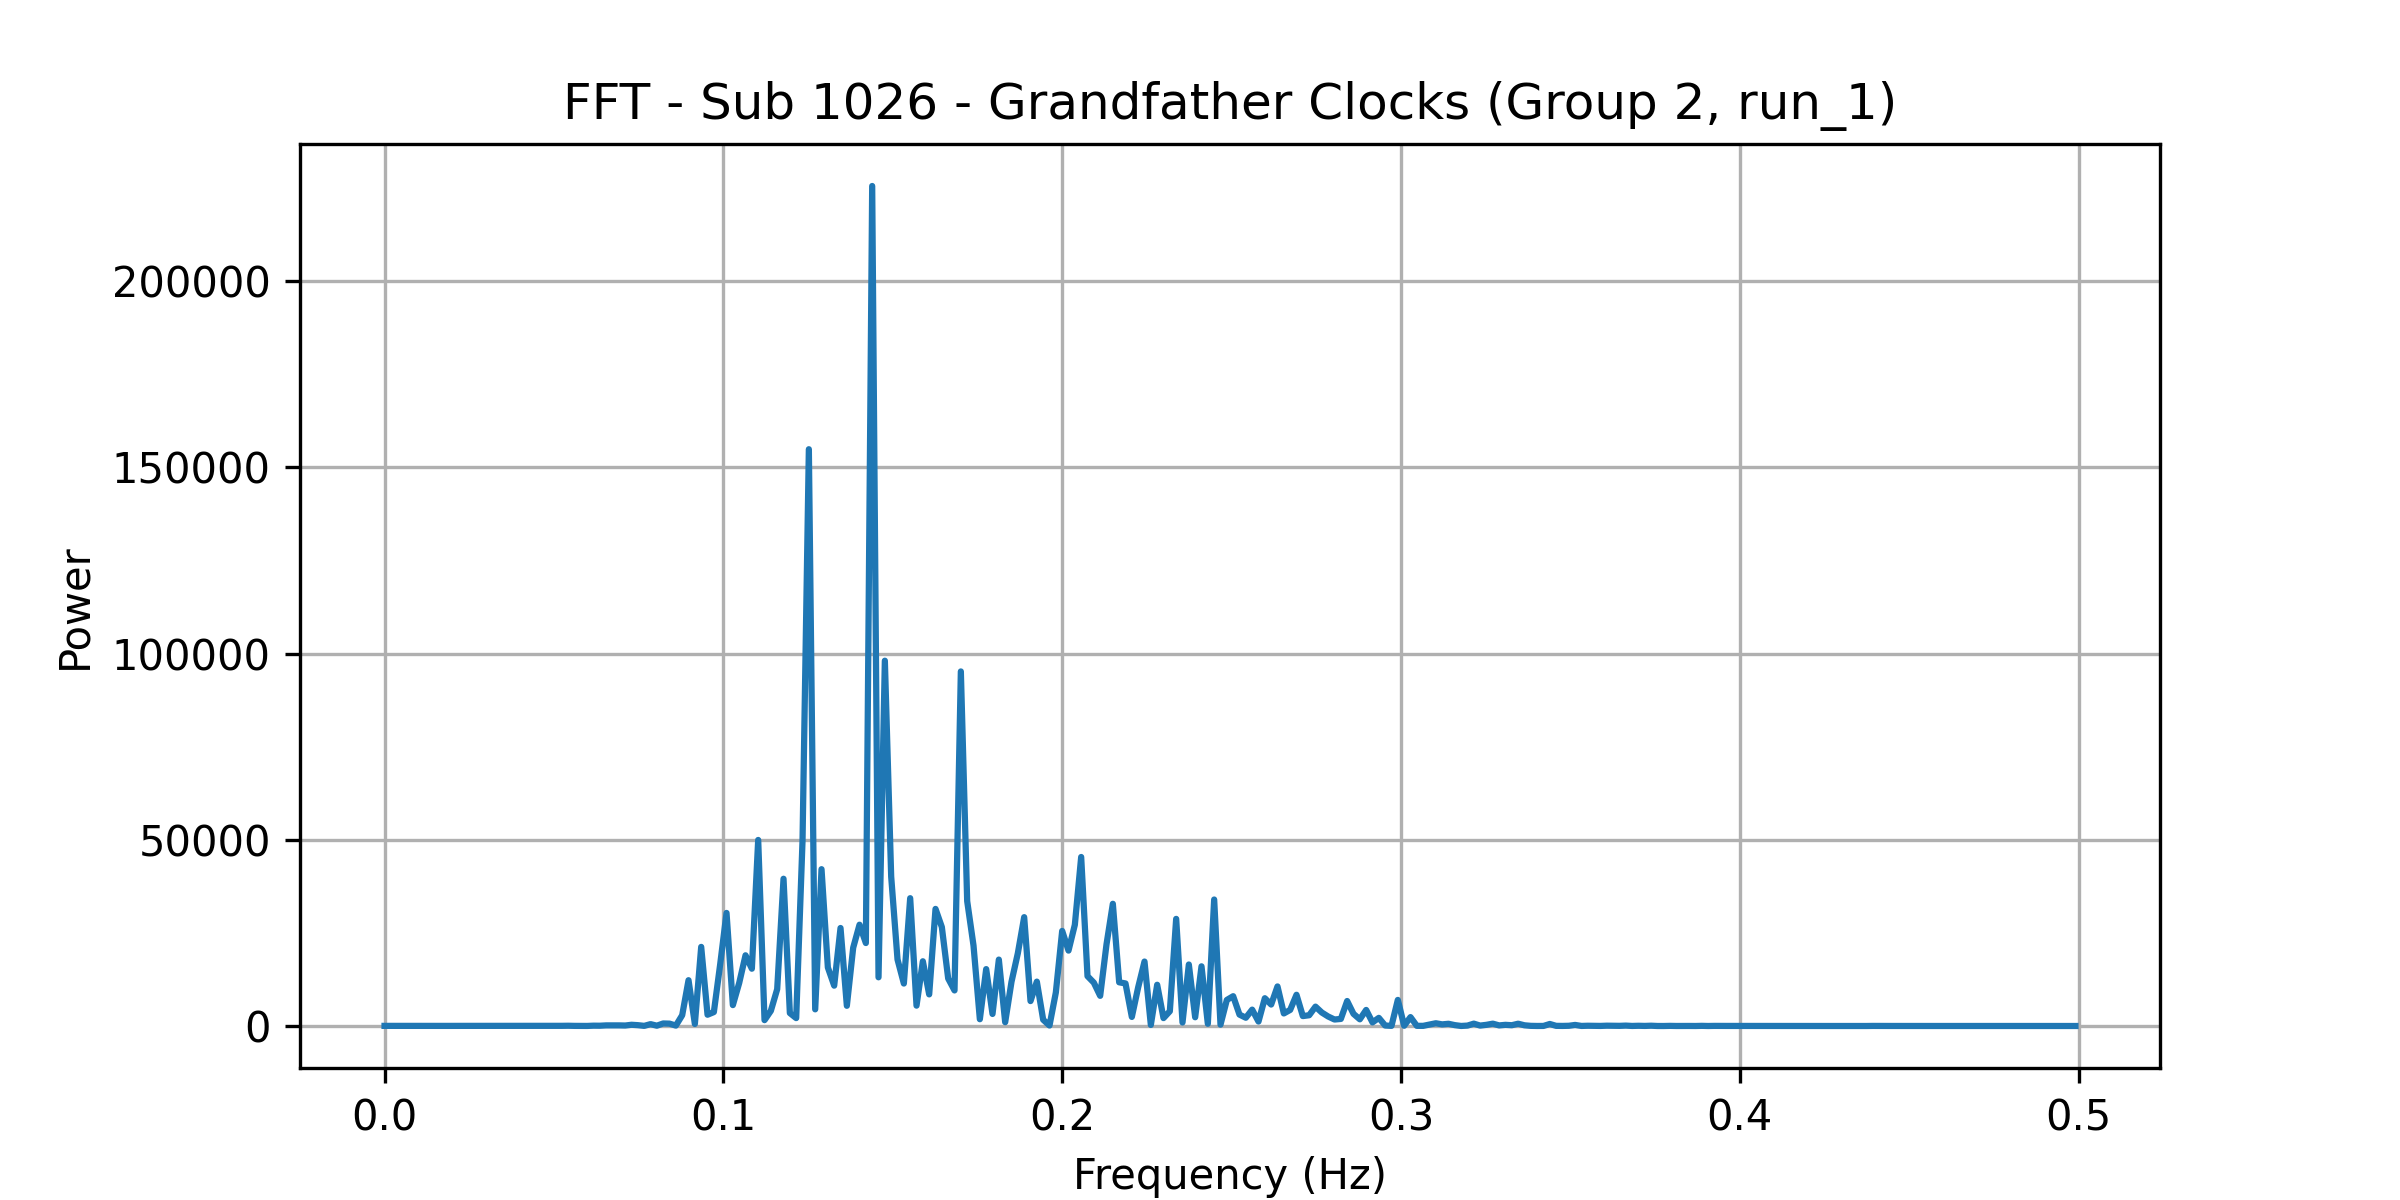 FFT - Sub 1026 - Grandfather Clocks (Group 2, run_1)
200000
150000
100000
50000
0
Power
0.0 0.1 0.2 0.3 0.4 0.5
Frequency (Hz)